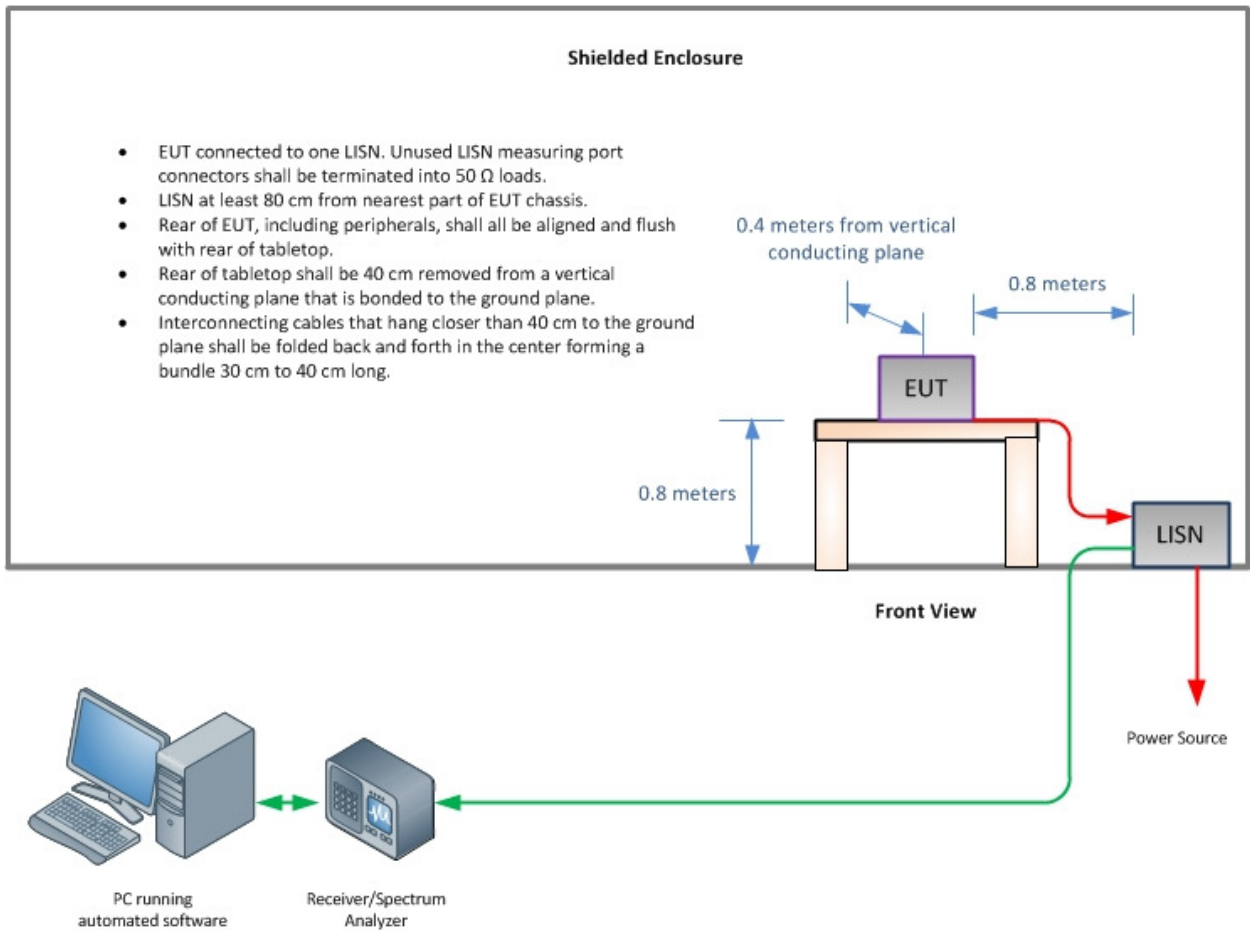 Shielded Enclosure
• EUT connected to one LISN. Unused LISN measuring port
connectors shall be terminated into 50 Ω loads.
• LISN at least 80 cm from nearest part of EUT chassis.
• Rear of EUT, including peripherals, shall all be aligned and flush
with rear of tabletop.
• Rear of tabletop shall be 40 cm removed from a vertical
conducting plane that is bonded to the ground plane.
• Interconnecting cables that hang closer than 40 cm to the ground
plane shall be folded back and forth in the center forming a
bundle 30 cm to 40 cm long.
0.4 meters from vertical
conducting plane
0.8 meters
EUT
0.8 meters
LISN
Front View
Power Source
PC running
automated software
Receiver/Spectrum
Analyzer